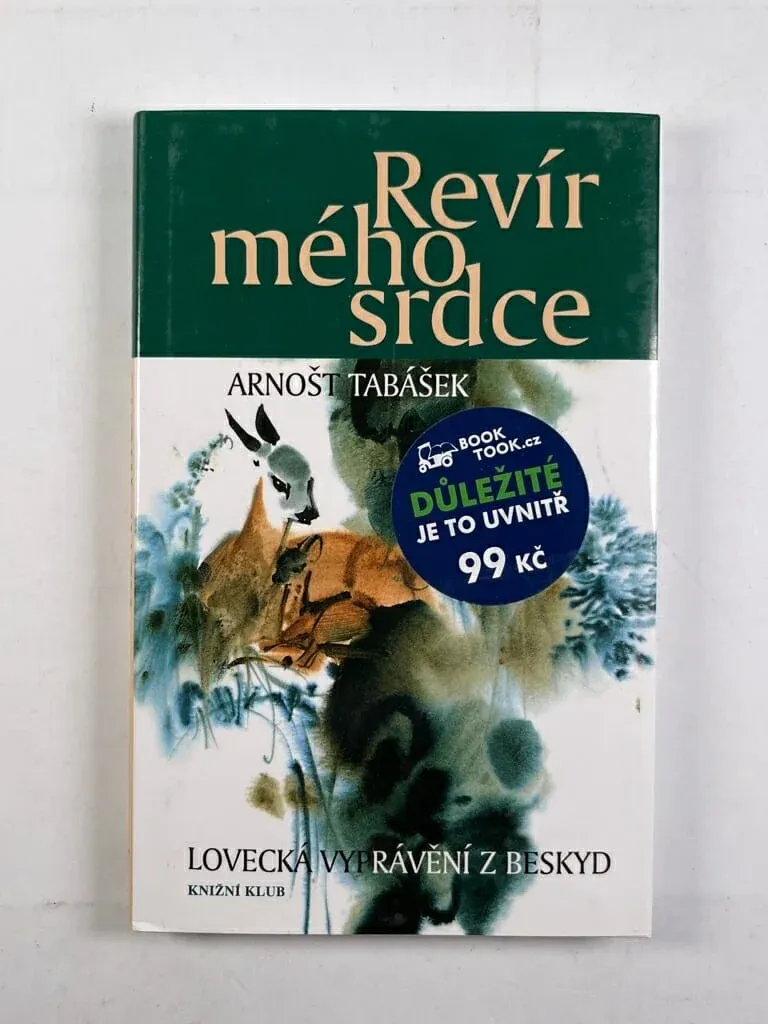 Revír
mého
srdce
ARNOŠT TABÁŠEK
BOOK
TOOK.cz
DŮLEŽITÉ
JE TO UVNITŘ
99 KČ
LOVECKÁ VYPRÁVĚNÍ Z BESKYD
KNIŽNÍ KLUB